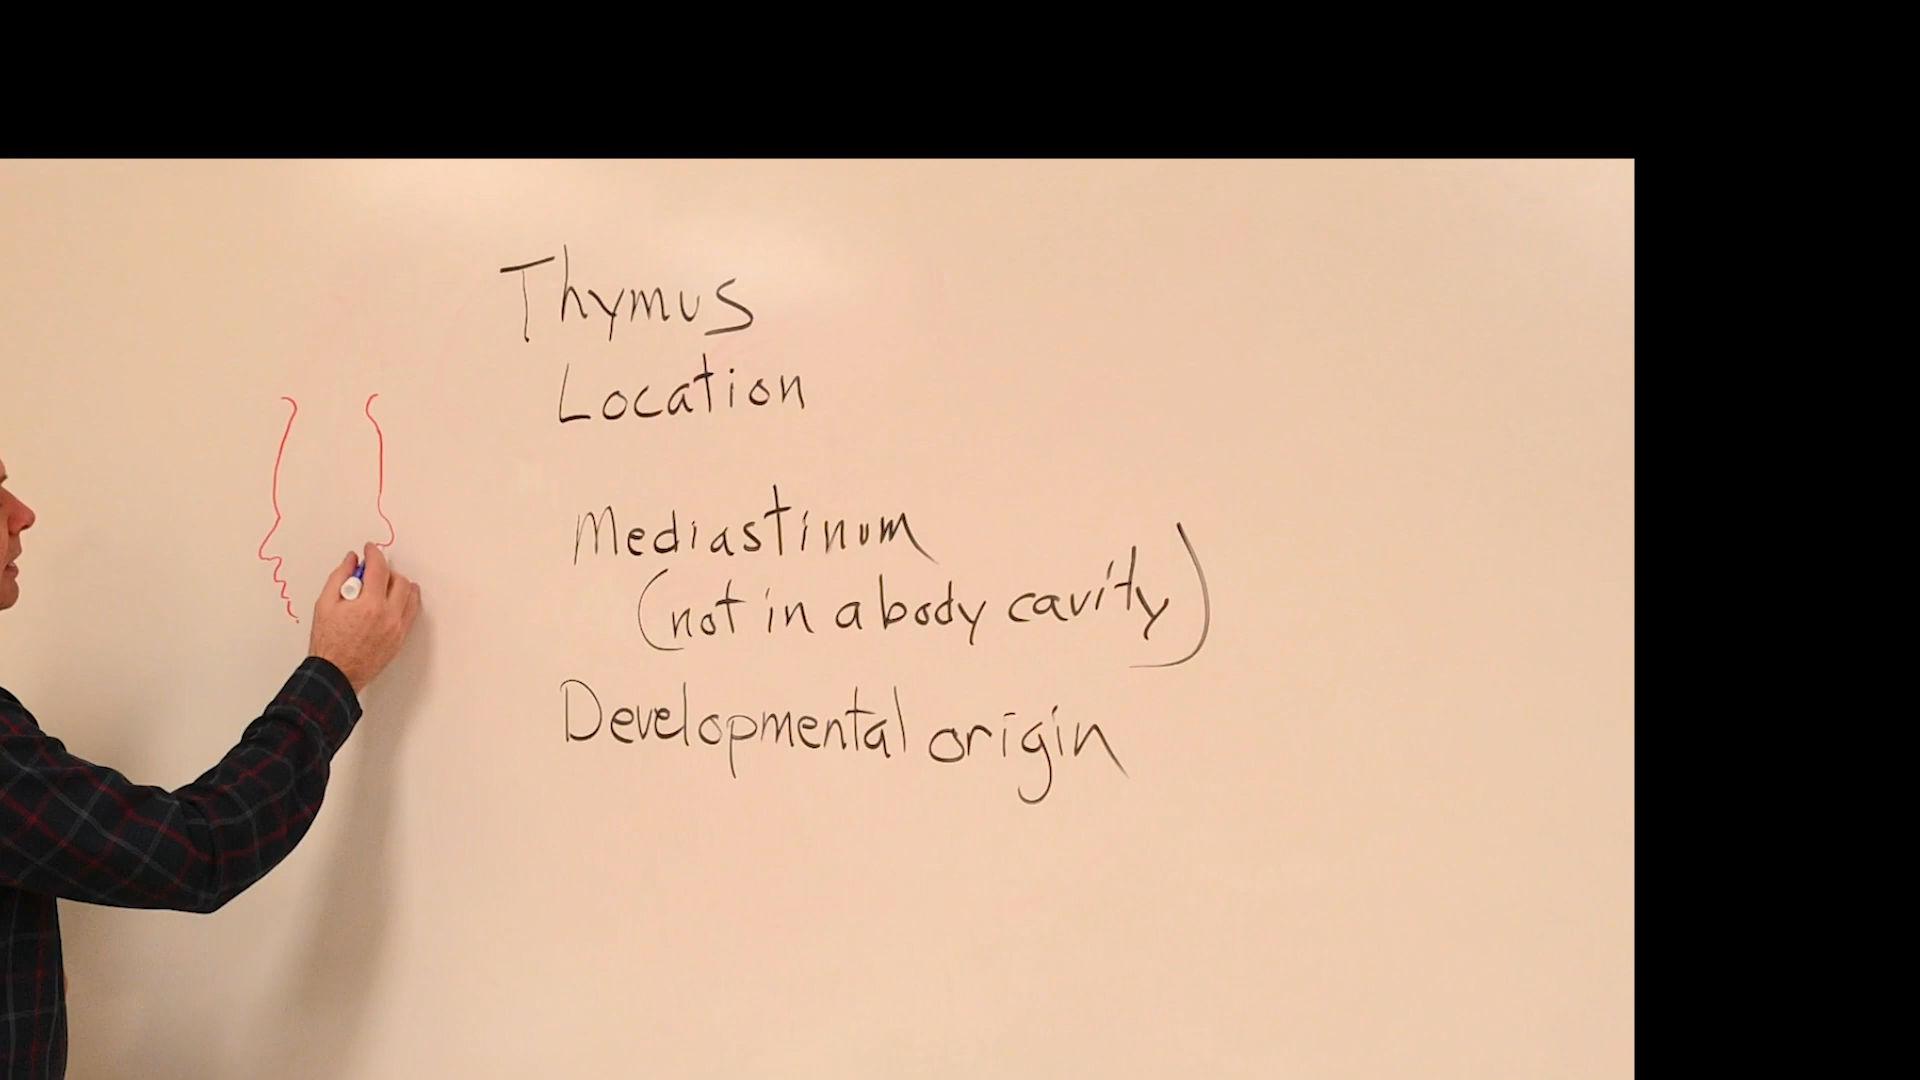 Thymus
Location
Mediastinum
(not in a body cavity)
Developmental origin